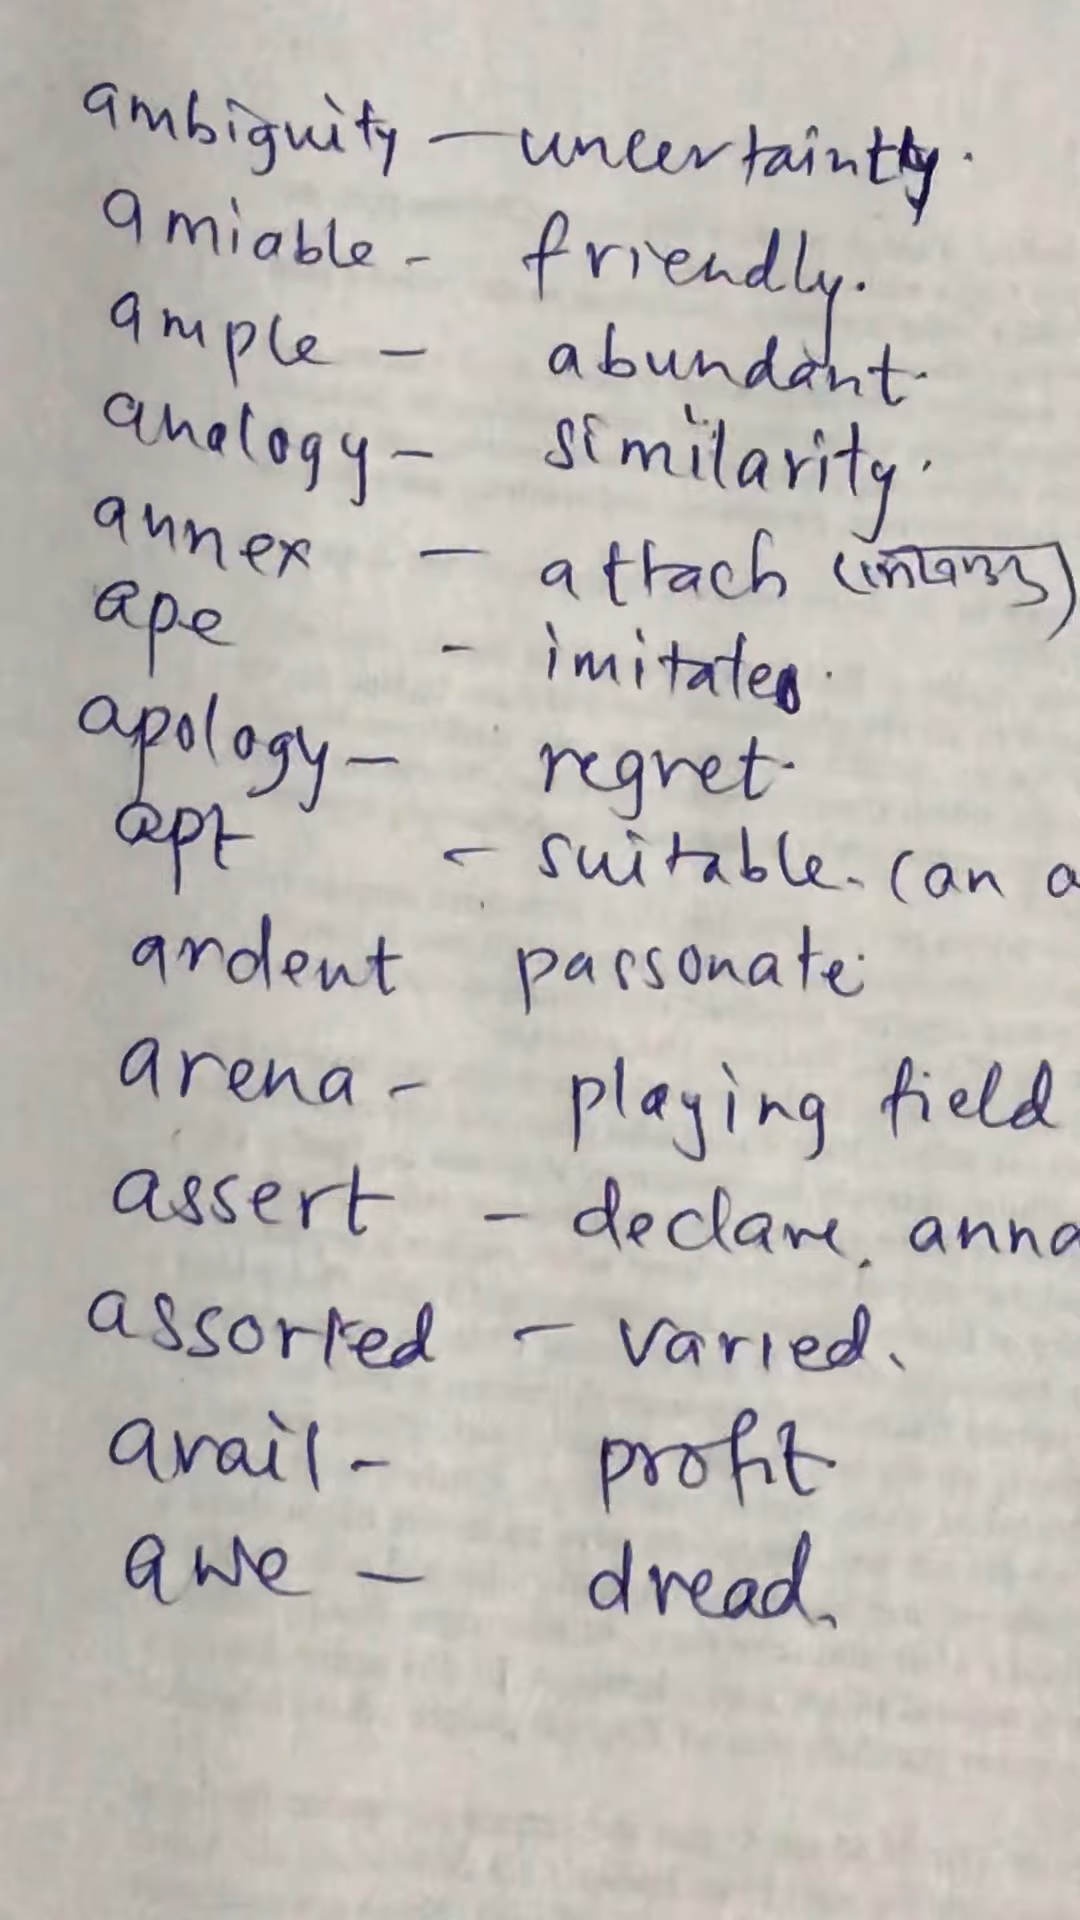 ambiguity — uncertainty.
amiable - friendly.
ample — abundant.
analogy - similarity.
annex — attach
ape - imitates.
apology - regret.
apt - suitable. (an a
ardent passonate.
arena - playing field
assert - declare, anno
assorted - varied.
avail - profit
awe — dread.